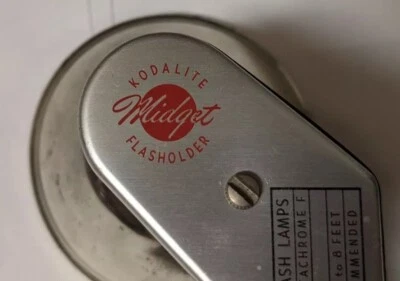 KODALITE
Midget
FLASHOLDER
ASH LAMPS
ACHROME F
to 8 FEET
MMENDED